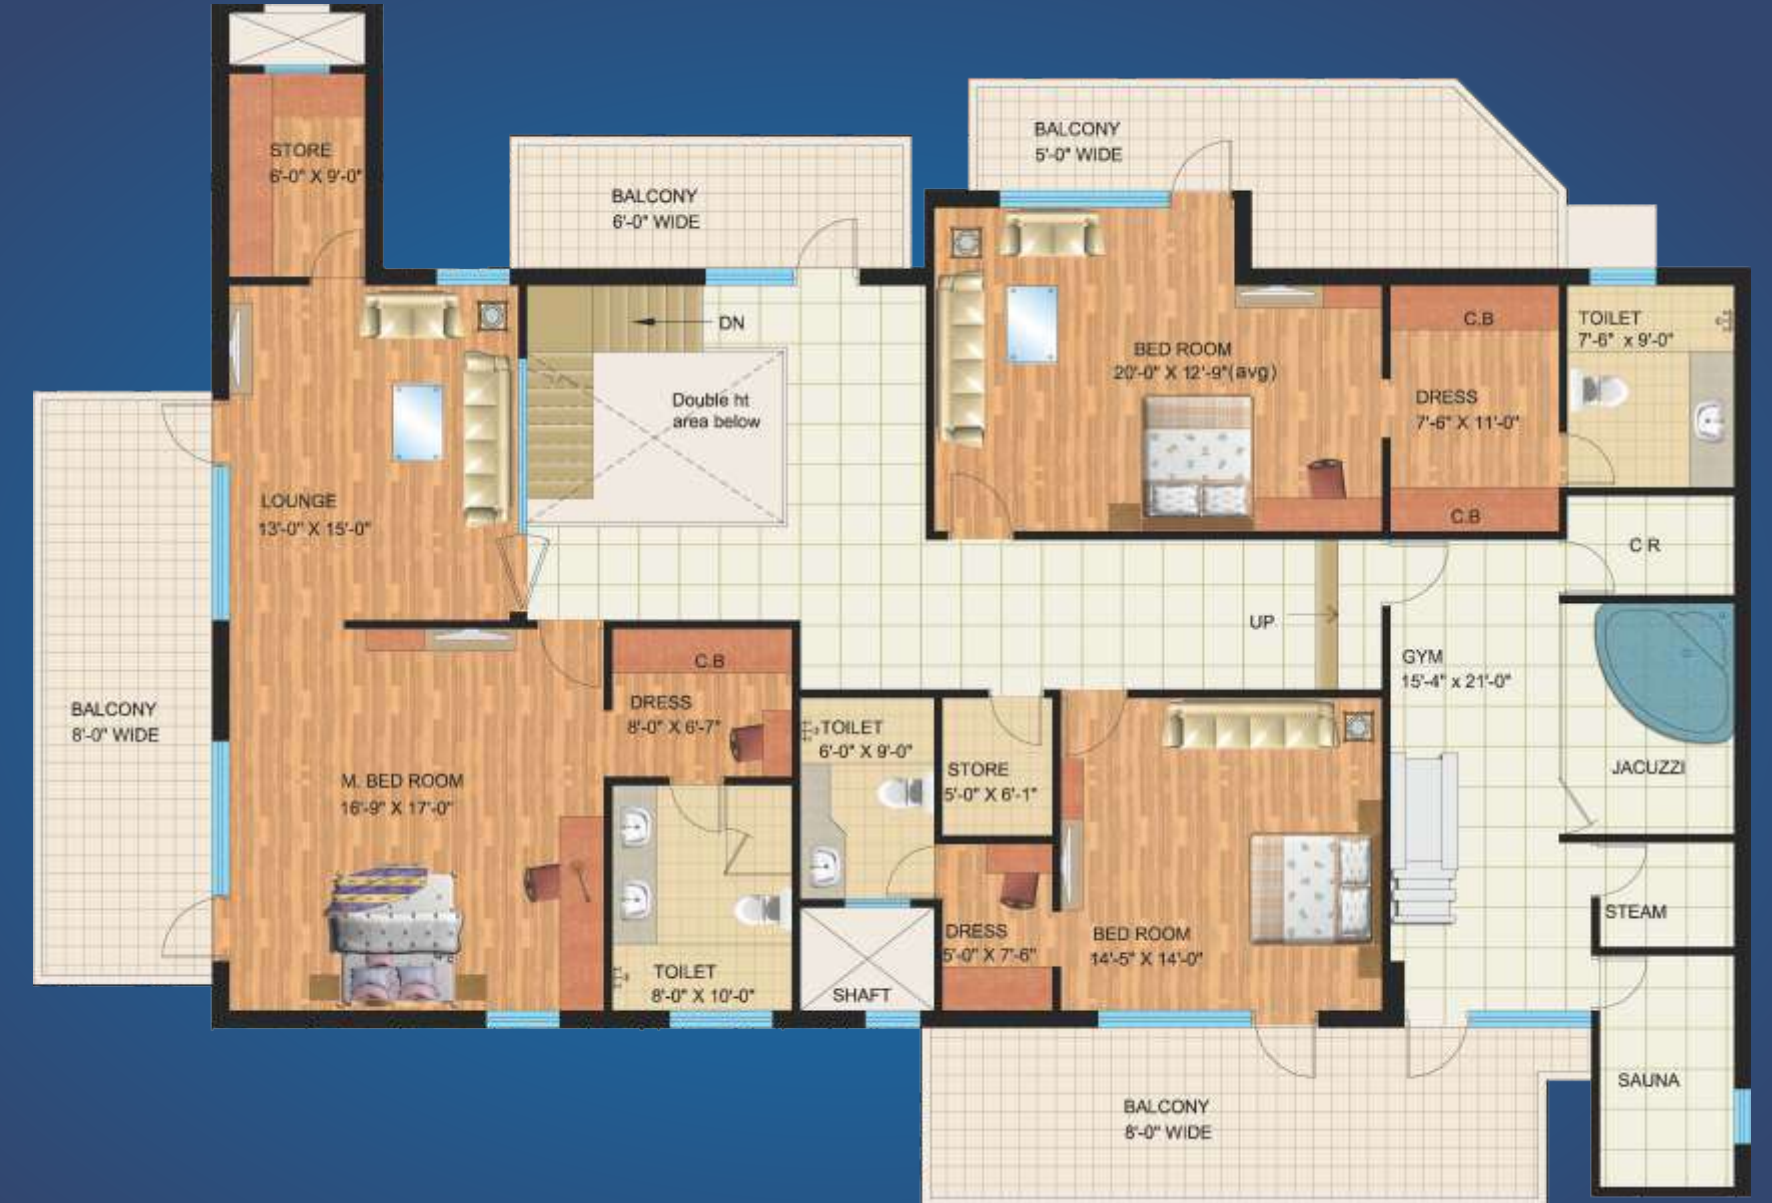 STORE
6'-0" X 9'-0"
BALCONY
6'-0" WIDE
BALCONY
5'-0" WIDE
DN
Double ht
area below
BED ROOM
20'-0" X 12'-9"(avg)
C.B
DRESS
7'-6" X 11'-0"
C.B
TOILET
7'-6" x 9'-0"
C R
LOUNGE
13'-0" X 15'-0"
UP
GYM
15'-4" x 21'-0"
JACUZZI
BALCONY
8'-0" WIDE
M. BED ROOM
16'-9" X 17'-0"
C.B
DRESS
8'-0" X 6'-7"
TOILET
6'-0" X 9'-0"
STORE
5'-0" X 6'-1"
STEAM
TOILET
8'-0" X 10'-0"
SHAFT
DRESS
5'-0" X 7'-6"
BED ROOM
14'-5" X 14'-0"
SAUNA
BALCONY
8'-0" WIDE